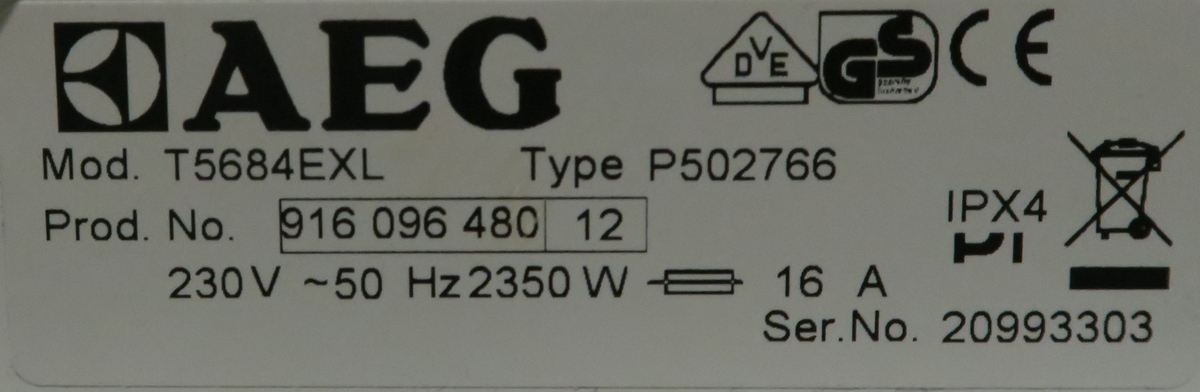 AEG
DVE
GS
CE
Mod. T5684EXL Type P502766
Prod. No. 916 096 480 12
IPX4
230V ~50 Hz 2350 W 16 A
Ser.No. 20993303